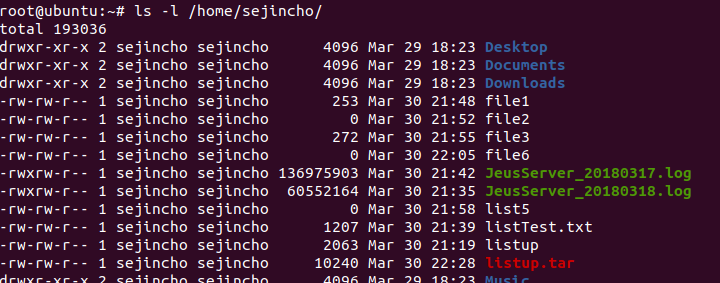 root@ubuntu:~# ls -l /home/sejincho/
total 193036
drwxr-xr-x 2 sejincho sejincho      4096 Mar 29 18:23 Desktop
drwxr-xr-x 2 sejincho sejincho      4096 Mar 29 18:23 Documents
drwxr-xr-x 2 sejincho sejincho      4096 Mar 29 18:23 Downloads
-rw-rw-r-- 1 sejincho sejincho       253 Mar 30 21:48 file1
-rw-rw-r-- 1 sejincho sejincho         0 Mar 30 21:52 file2
-rw-rw-r-- 1 sejincho sejincho       272 Mar 30 21:55 file3
-rw-rw-r-- 1 sejincho sejincho         0 Mar 30 22:05 file6
-rwxrw-r-- 1 sejincho sejincho 136975903 Mar 30 21:42 JeusServer_20180317.log
-rwxrw-r-- 1 sejincho sejincho  60552164 Mar 30 21:35 JeusServer_20180318.log
-rw-rw-r-- 1 sejincho sejincho         0 Mar 30 21:58 list5
-rw-rw-r-- 1 sejincho sejincho      1207 Mar 30 21:39 listTest.txt
-rw-rw-r-- 1 sejincho sejincho      2063 Mar 30 21:19 listup
-rw-rw-r-- 1 sejincho sejincho     10240 Mar 30 22:28 listup.tar
drwxr-xr-x 2 sejincho sejincho      4096 Mar 29 18:23 Music